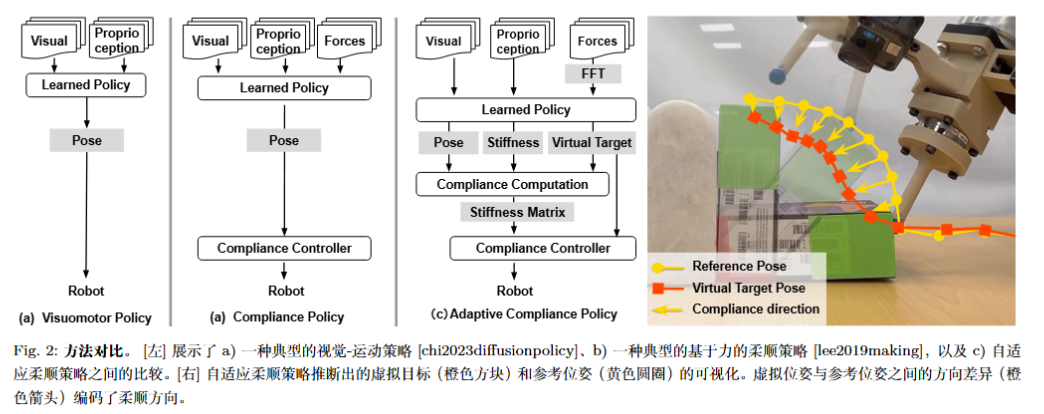 Visual
Proprio
ception
Learned Policy
Pose
Robot
(a) Visuomotor Policy
Visual
Proprio
ception
Forces
Learned Policy
Pose
Compliance Controller
Robot
(a) Compliance Policy
Visual
Proprio
ception
Forces
FFT
Learned Policy
Pose
Stiffness
Virtual Target
Compliance Computation
Stiffness Matrix
Compliance Controller
Robot
(c) Adaptive Compliance Policy
Reference Pose
Virtual Target Pose
Compliance direction
Fig. 2: 方法对比。 [左] 展示了 a) 一种典型的视觉-运动策略 [chi2023diffusionpolicy]、b) 一种典型的基于力的柔顺策略 [lee2019making]，以及 c) 自
适应柔顺策略之间的比较。[右] 自适应柔顺策略推断出的虚拟目标（橙色方块）和参考位姿（黄色圆圈）的可视化。虚拟位姿与参考位姿之间的方向差异（橙
色箭头）编码了柔顺方向。